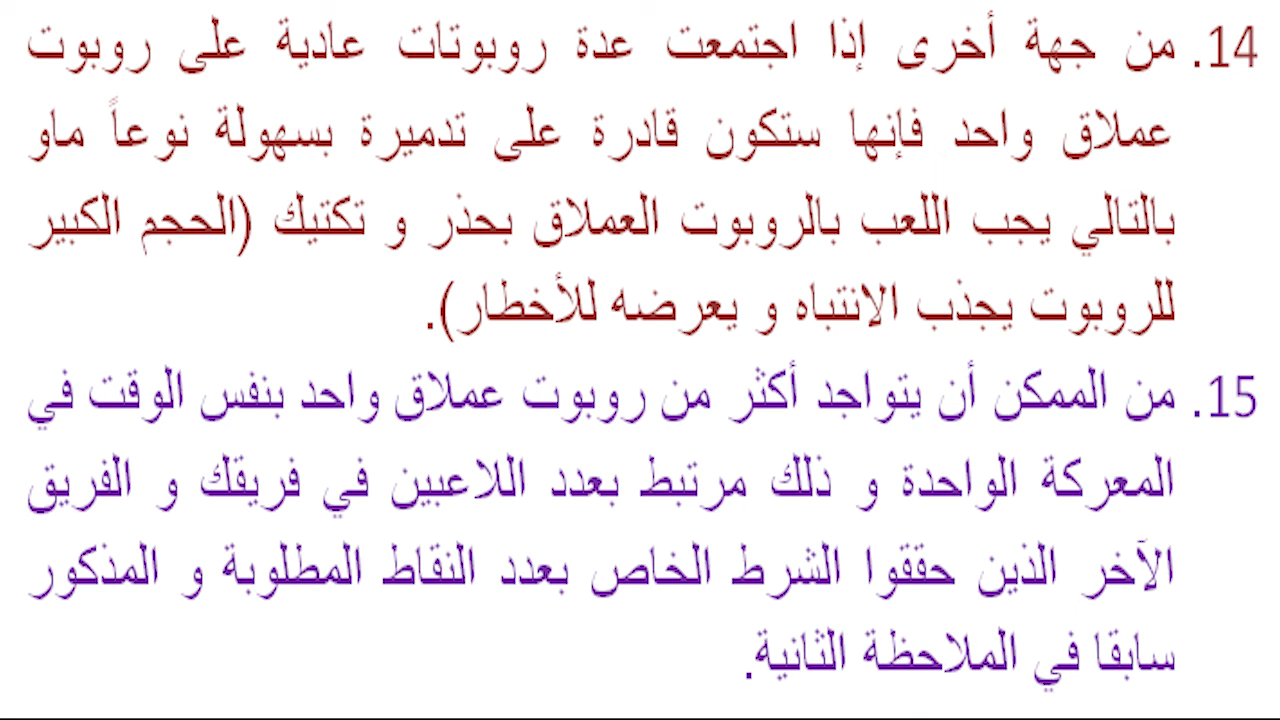 14. من جهة أخرى إذا اجتمعت عدة روبوتات عادية على روبوت
عملاق واحد فإنها ستكون قادرة على تدميرة بسهولة نوعاً ماو
بالتالي يجب اللعب بالروبوت العملاق بحذر و تكتيك (الحجم الكبير
للروبوت يجذب الانتباه و يعرضه للأخطار).
15. من الممكن أن يتواجد أكثر من روبوت عملاق واحد بنفس الوقت في
المعركة الواحدة و ذلك مرتبط بعدد اللاعبين في فريقك و الفريق
الآخر الذين حققوا الشرط الخاص بعدد النقاط المطلوبة و المذكور
سابقا في الملاحظة الثانية.